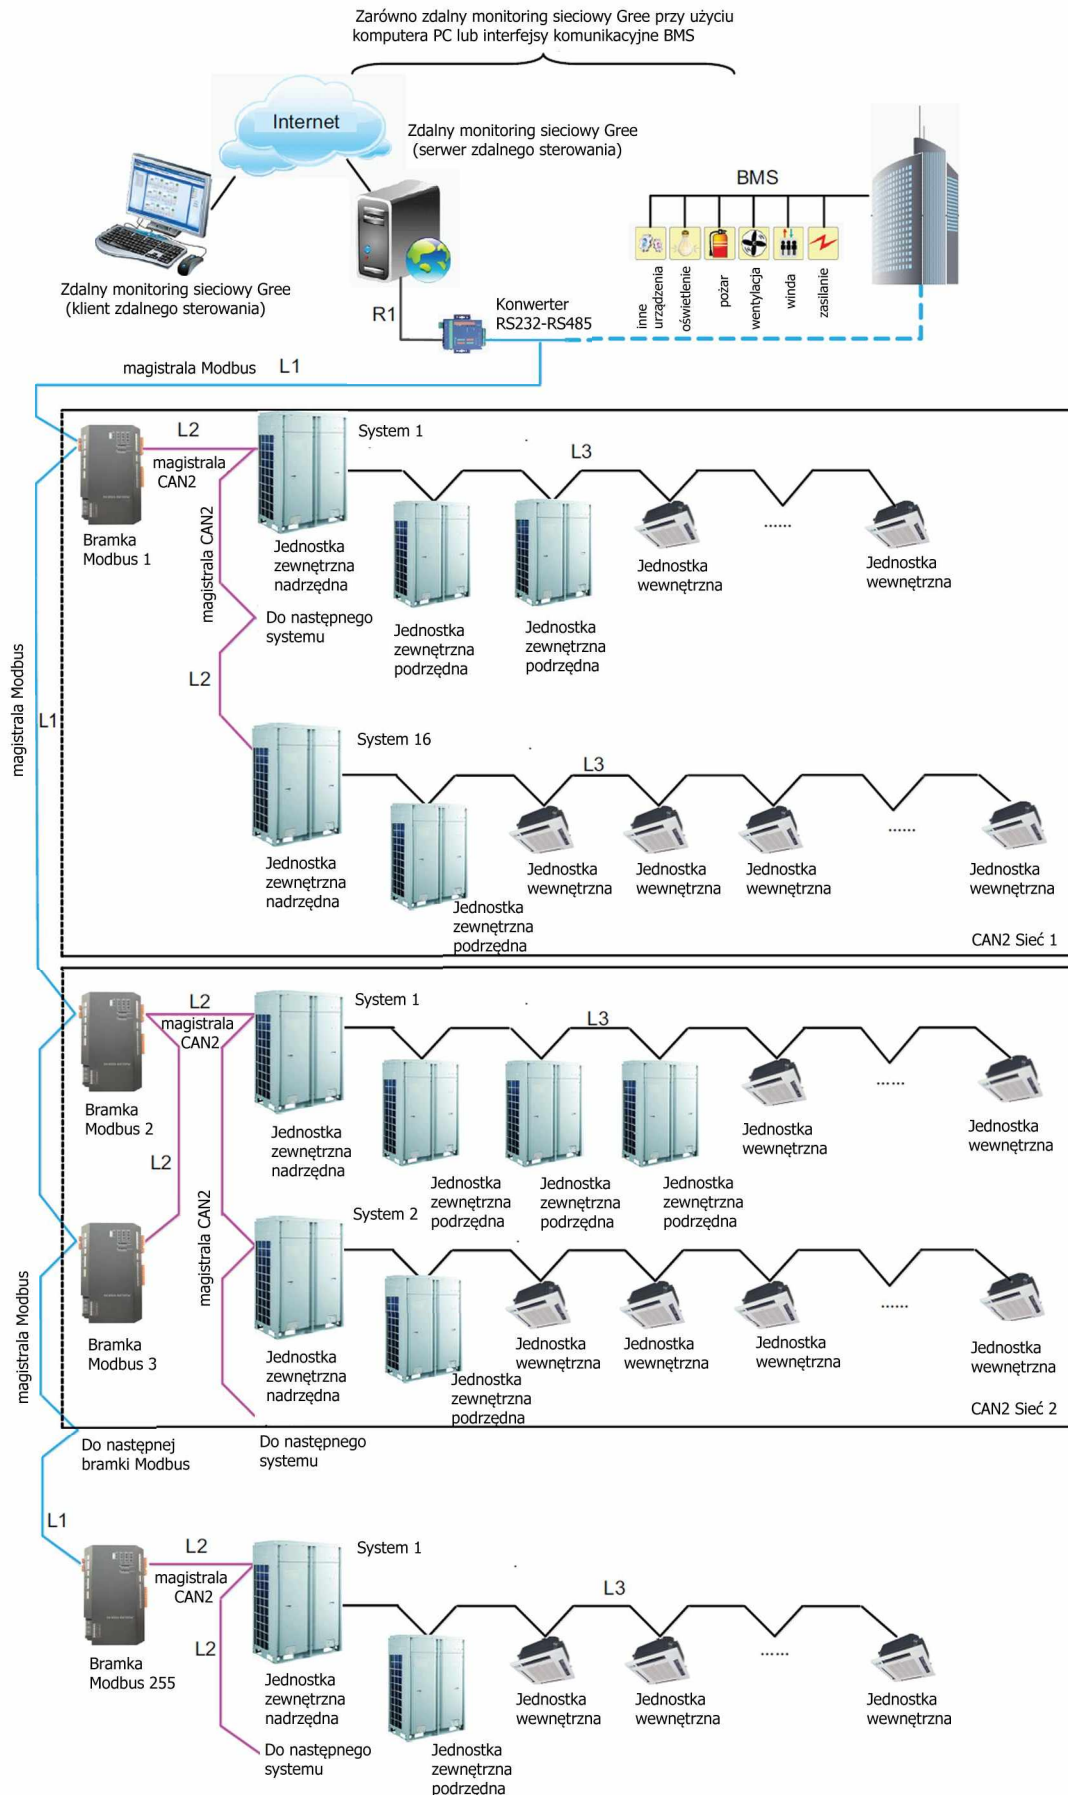 Zarówno zdalny monitoring sieciowy Gree przy użyciu
komputera PC lub interfejsy komunikacyjne BMS
Internet
Zdalny monitoring sieciowy Gree
(serwer zdalnego sterowania)
BMS
Zdalny monitoring sieciowy Gree
(klient zdalnego sterowania)
R1
Konwerter
RS232-RS485
inne
urządzenia
oświetlenie
pożar
wentylacja
winda
zasilanie
magistrala Modbus L1
L2
magistrala
CAN2
System 1
L3
......
Bramka
Modbus 1
magistrala CAN2
Jednostka
zewnętrzna
nadrzędna
Jednostka
wewnętrzna
Jednostka
wewnętrzna
Do następnego
systemu
Jednostka
zewnętrzna
podrzędna
Jednostka
zewnętrzna
podrzędna
magistrala Modbus
L1
L2
System 16
L3
......
Jednostka
zewnętrzna
nadrzędna
Jednostka
wewnętrzna
Jednostka
wewnętrzna
Jednostka
wewnętrzna
Jednostka
wewnętrzna
Jednostka
zewnętrzna
podrzędna
CAN2 Sieć 1
L2
magistrala
CAN2
System 1
L3
......
Bramka
Modbus 2
Jednostka
zewnętrzna
nadrzędna
Jednostka
wewnętrzna
Jednostka
wewnętrzna
L2
magistrala CAN2
Jednostka
zewnętrzna
podrzędna
Jednostka
zewnętrzna
podrzędna
Jednostka
zewnętrzna
podrzędna
System 2
......
magistrala Modbus
Bramka
Modbus 3
Jednostka
zewnętrzna
nadrzędna
Jednostka
wewnętrzna
Jednostka
wewnętrzna
Jednostka
wewnętrzna
Jednostka
wewnętrzna
Jednostka
zewnętrzna
podrzędna
CAN2 Sieć 2
Do następnej
bramki Modbus
Do następnego
systemu
L1
L2
magistrala
CAN2
System 1
L3
......
L2
Bramka
Modbus 255
Jednostka
zewnętrzna
nadrzędna
Jednostka
wewnętrzna
Jednostka
wewnętrzna
Jednostka
wewnętrzna
Do następnego
systemu
Jednostka
zewnętrzna
podrzędna